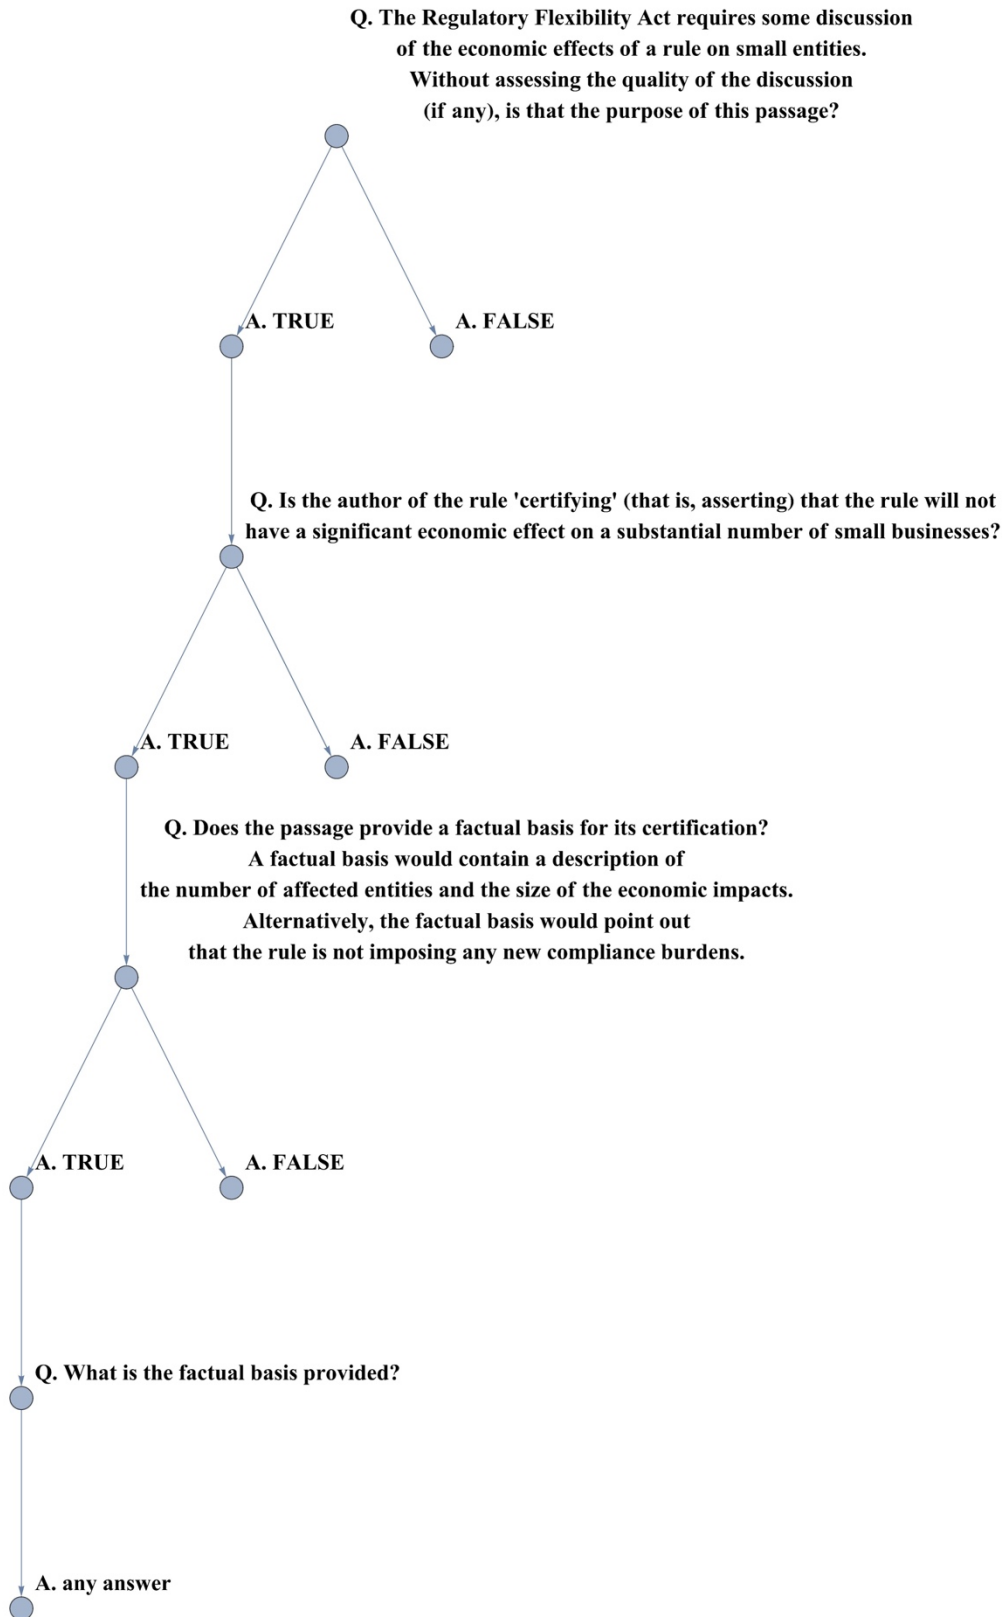 Q. The Regulatory Flexibility Act requires some discussion
of the economic effects of a rule on small entities.
Without assessing the quality of the discussion
(if any), is that the purpose of this passage?
A. TRUE
A. FALSE
Q. Is the author of the rule 'certifying' (that is, asserting) that the rule will not
have a significant economic effect on a substantial number of small businesses?
A. TRUE
A. FALSE
Q. Does the passage provide a factual basis for its certification?
A factual basis would contain a description of
the number of affected entities and the size of the economic impacts.
Alternatively, the factual basis would point out
that the rule is not imposing any new compliance burdens.
A. TRUE
A. FALSE
Q. What is the factual basis provided?
A. any answer